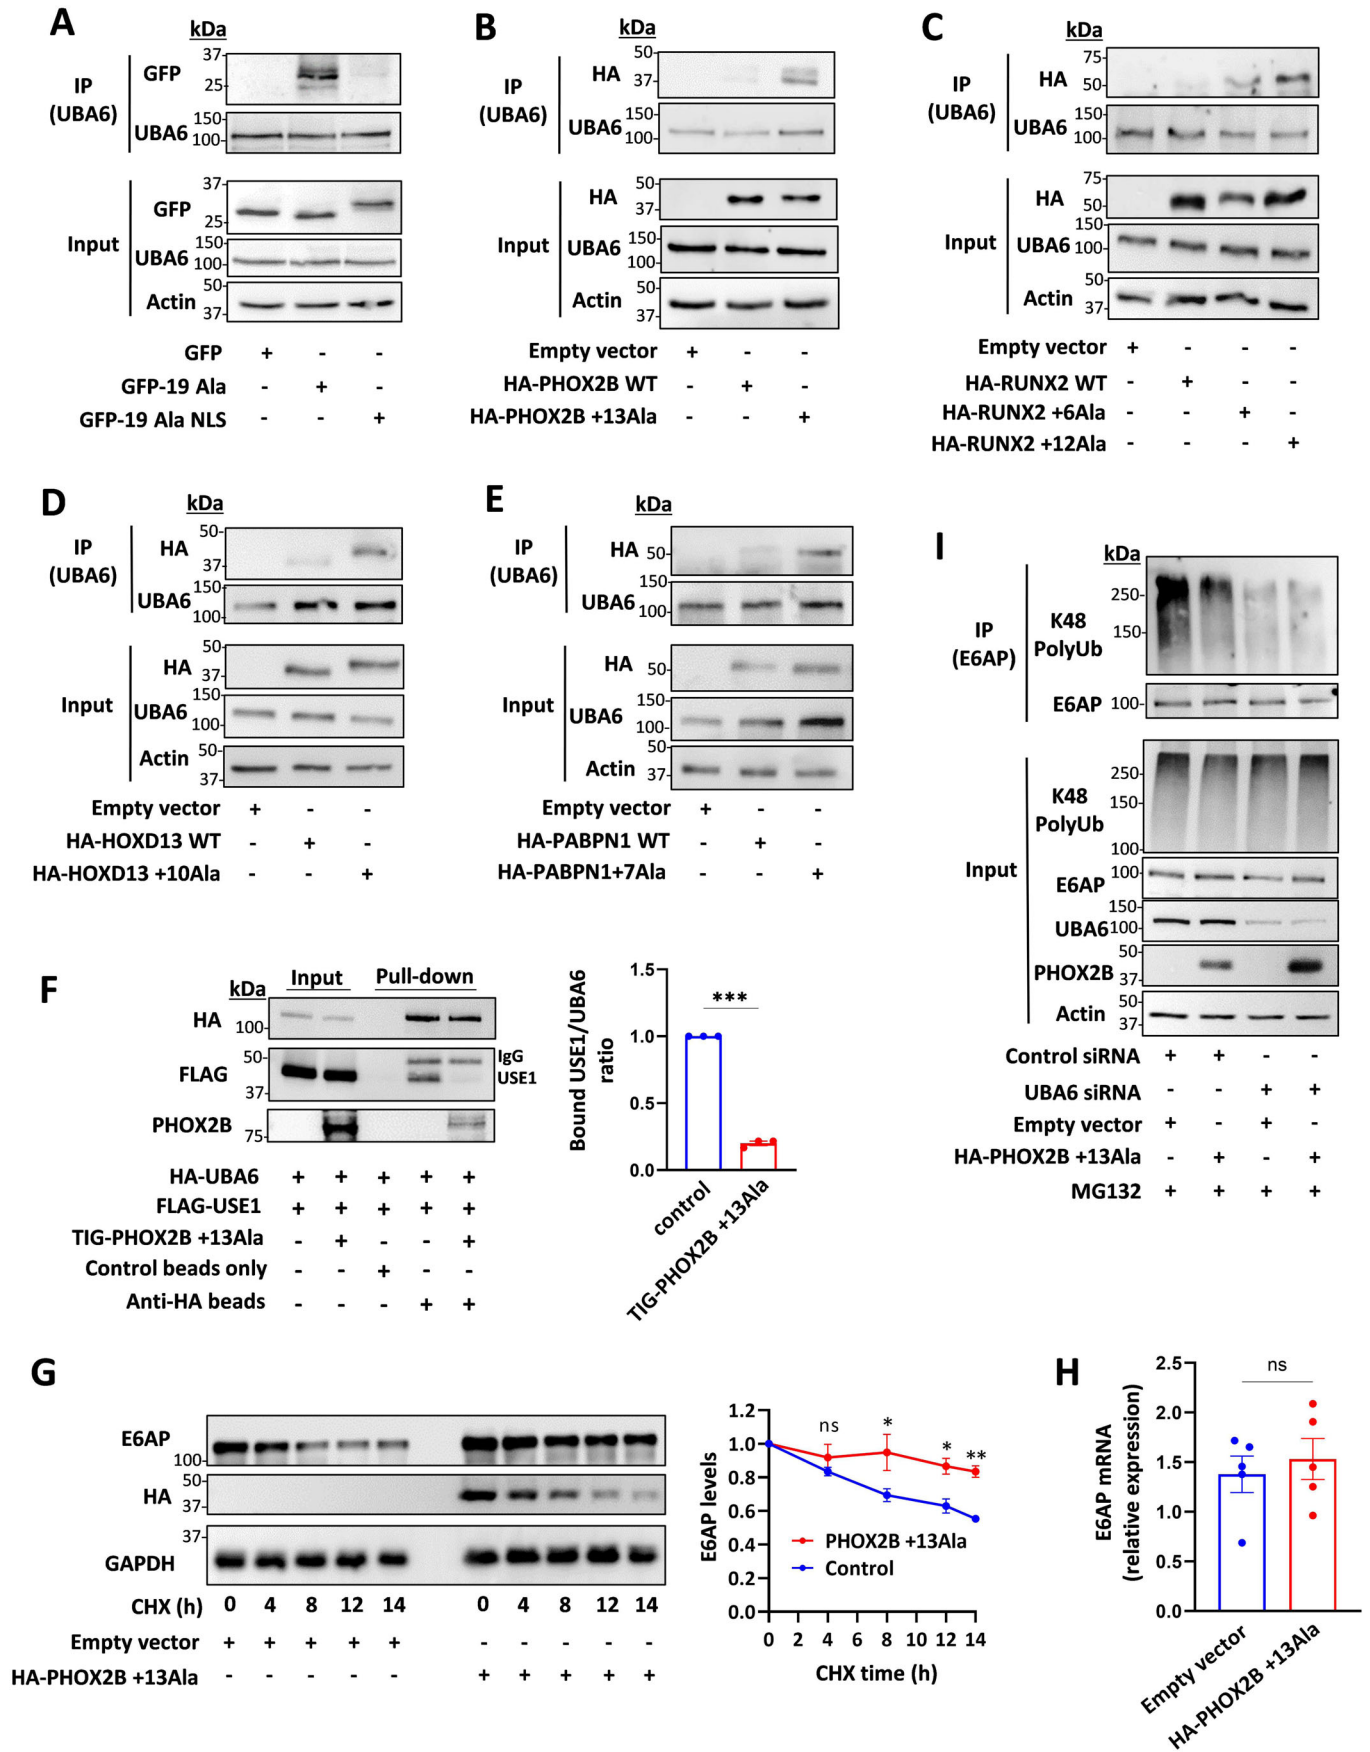 A
kDa
IP
(UBA6)
GFP
37-
25-
UBA6
150-
100-
Input
GFP
37-
25-
UBA6
150-
100-
Actin
50-
37-
GFP + - -
GFP-19 Ala - + -
GFP-19 Ala NLS - - +
B
kDa
IP
(UBA6)
HA
50-
37-
UBA6
150-
100-
Input
HA
50-
37-
UBA6
150-
100-
Actin
50-
37-
Empty vector + - -
HA-PHOX2B WT - + -
HA-PHOX2B +13Ala - - +
C
kDa
IP
(UBA6)
HA
75-
50-
UBA6
150-
100-
Input
HA
75-
50-
UBA6
150-
100-
Actin
50-
37-
Empty vector + - - -
HA-RUNX2 WT - + - -
HA-RUNX2 +6Ala - - + -
HA-RUNX2 +12Ala - - - +
D
kDa
IP
(UBA6)
HA
50-
37-
UBA6
150-
100-
Input
HA
50-
37-
UBA6
150-
100-
Actin
50-
37-
Empty vector + - -
HA-HOXD13 WT - + -
HA-HOXD13 +10Ala - - +
E
kDa
IP
(UBA6)
HA
50-
UBA6
150-
100-
Input
HA
50-
UBA6
150-
100-
Actin
50-
37-
Empty vector + - -
HA-PABPN1 WT - + -
HA-PABPN1+7Ala - - +
I
kDa
IP
(E6AP)
K48
PolyUb
250-
150-
E6AP
100-
Input
K48
PolyUb
250-
150-
100-
E6AP
100-
UBA6
150-
100-
PHOX2B
50-
37-
Actin
50-
37-
Control siRNA + + - -
UBA6 siRNA - - + +
Empty vector + - + -
HA-PHOX2B +13Ala - + - +
MG132 + + + +
F
Input Pull-down
kDa
HA
100-
FLAG
50-
37-
IgG
USE1
PHOX2B
75-
HA-UBA6 + + + + +
FLAG-USE1 + + + + +
TIG-PHOX2B +13Ala - + - - +
Control beads only - - + - -
Anti-HA beads - - - + +
Bound USE1/UBA6
ratio
1.5
1.0
0.5
0.0
***
control
TIG-PHOX2B +13Ala
G
E6AP
100-
HA
50-
37-
GAPDH
37-
CHX (h) 0 4 8 12 14 0 4 8 12 14
Empty vector + + + + + - - - - -
HA-PHOX2B +13Ala - - - - - + + + + +
E6AP levels
1.2
1.0
0.8
0.6
0.4
0.2
0.0
ns * * **
PHOX2B +13Ala
Control
0 2 4 6 8 10 12 14
CHX time (h)
H
E6AP mRNA
(relative expression)
2.5
2.0
1.5
1.0
0.5
0.0
ns
Empty vector
HA-PHOX2B +13Ala